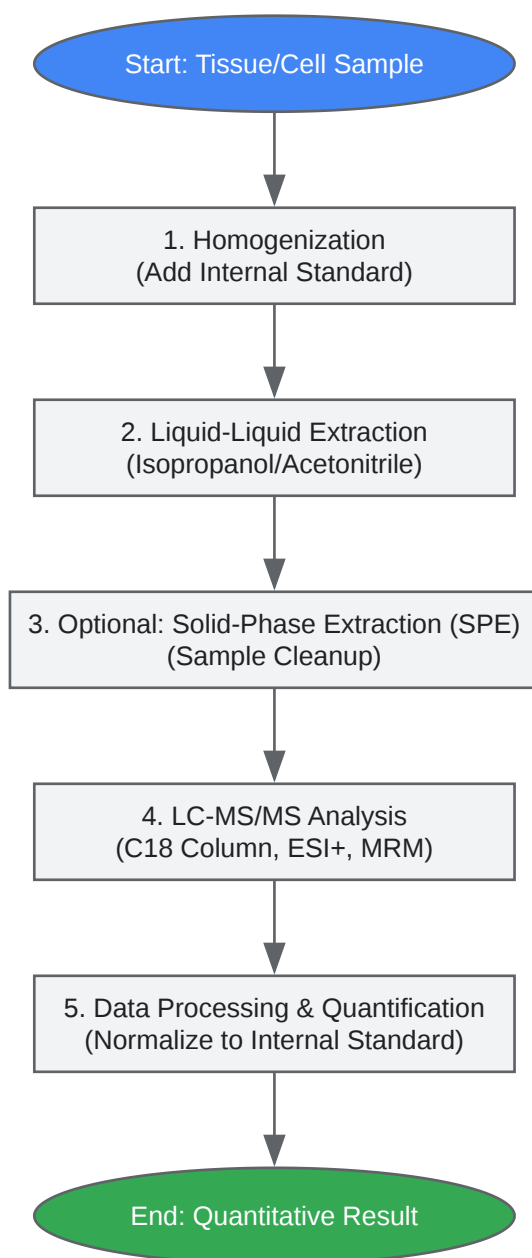 Start: Tissue/Cell Sample
1. Homogenization
(Add Internal Standard)
2. Liquid-Liquid Extraction
(Isopropanol/Acetonitrile)
3. Optional: Solid-Phase Extraction (SPE)
(Sample Cleanup)
4. LC-MS/MS Analysis
(C18 Column, ESI+, MRM)
5. Data Processing & Quantification
(Normalize to Internal Standard)
End: Quantitative Result